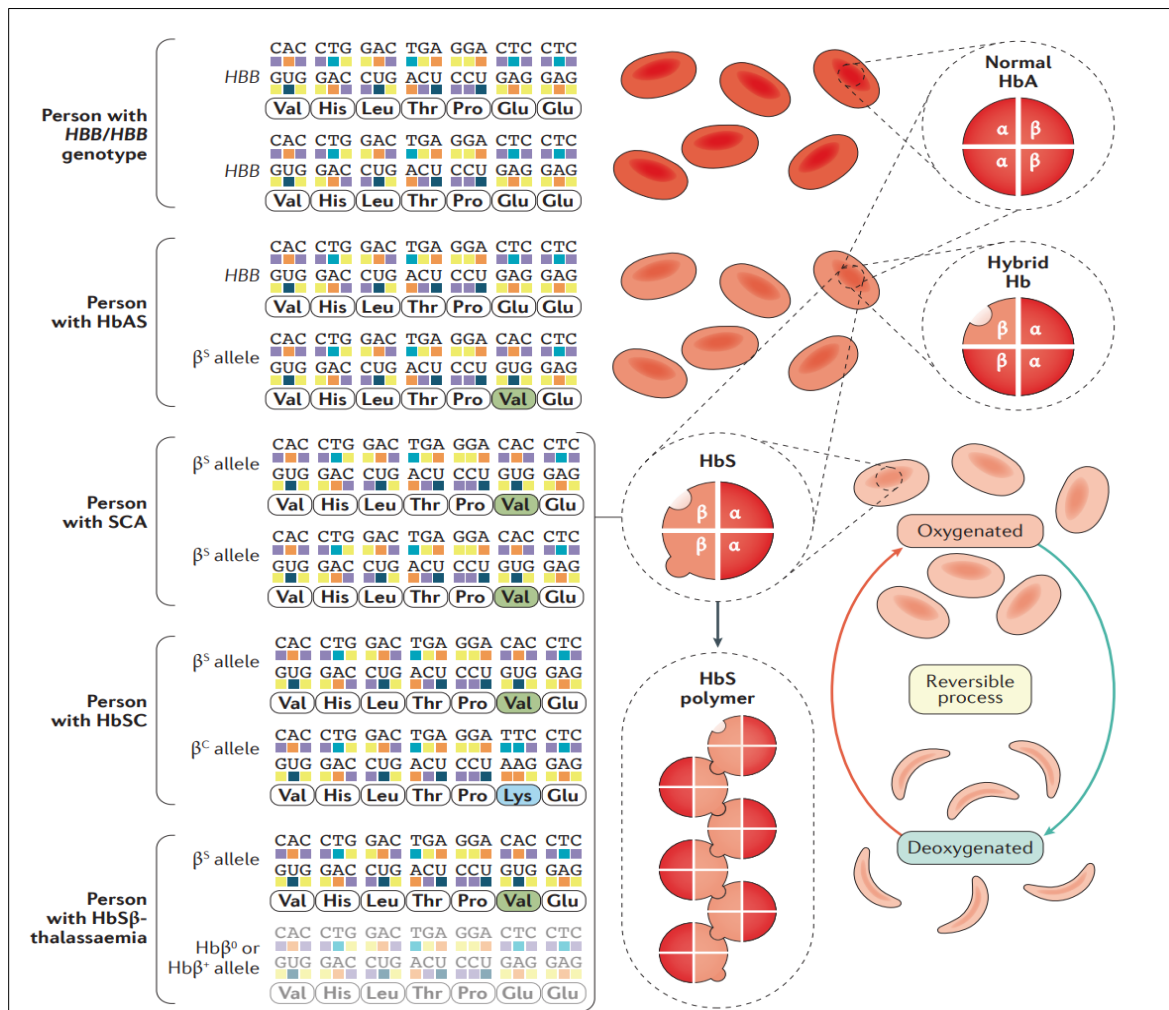 Person with
HBB/HBB
genotype
HBB
CAC CTG GAC TGA GGA CTC CTC
GUG GAC CUG ACU CCU GAG GAG
Val His Leu Thr Pro Glu Glu
HBB
CAC CTG GAC TGA GGA CTC CTC
GUG GAC CUG ACU CCU GAG GAG
Val His Leu Thr Pro Glu Glu
Normal
HbA
α β
α β
Person
with HbAS
HBB
CAC CTG GAC TGA GGA CTC CTC
GUG GAC CUG ACU CCU GAG GAG
Val His Leu Thr Pro Glu Glu
βˢ allele
CAC CTG GAC TGA GGA CTC CTC
GUG GAC CUG ACU CCU GUG GAG
Val His Leu Thr Pro Val Glu
Hybrid
Hb
β α
β α
Person
with SCA
βˢ allele
CAC CTG GAC TGA GGA CAC CTC
GUG GAC CUG ACU CCU GUG GAG
Val His Leu Thr Pro Val Glu
βˢ allele
CAC CTG GAC TGA GGA CAC CTC
GUG GAC CUG ACU CCU GUG GAG
Val His Leu Thr Pro Val Glu
HbS
β α
β α
Oxygenated
Reversible
process
Deoxygenated
HbS
polymer
Person
with HbSC
βˢ allele
CAC CTG GAC TGA GGA CAC CTC
GUG GAC CUG ACU CCU GUG GAG
Val His Leu Thr Pro Val Glu
βᶜ allele
CAC CTG GAC TGA GGA TTC CTC
GUG GAC CUG ACU CCU AAG GAG
Val His Leu Thr Pro Lys Glu
Person
with HbSβ-
thalassaemia
βˢ allele
CAC CTG GAC TGA GGA CAC CTC
GUG GAC CUG ACU CCU GUG GAG
Val His Leu Thr Pro Val Glu
Hbβ⁰ or
Hbβ⁺ allele
CAC CTG GAC TGA GGA CTC CTC
GUG GAC CUG ACU CCU GAG GAG
Val His Leu Thr Pro Glu Glu